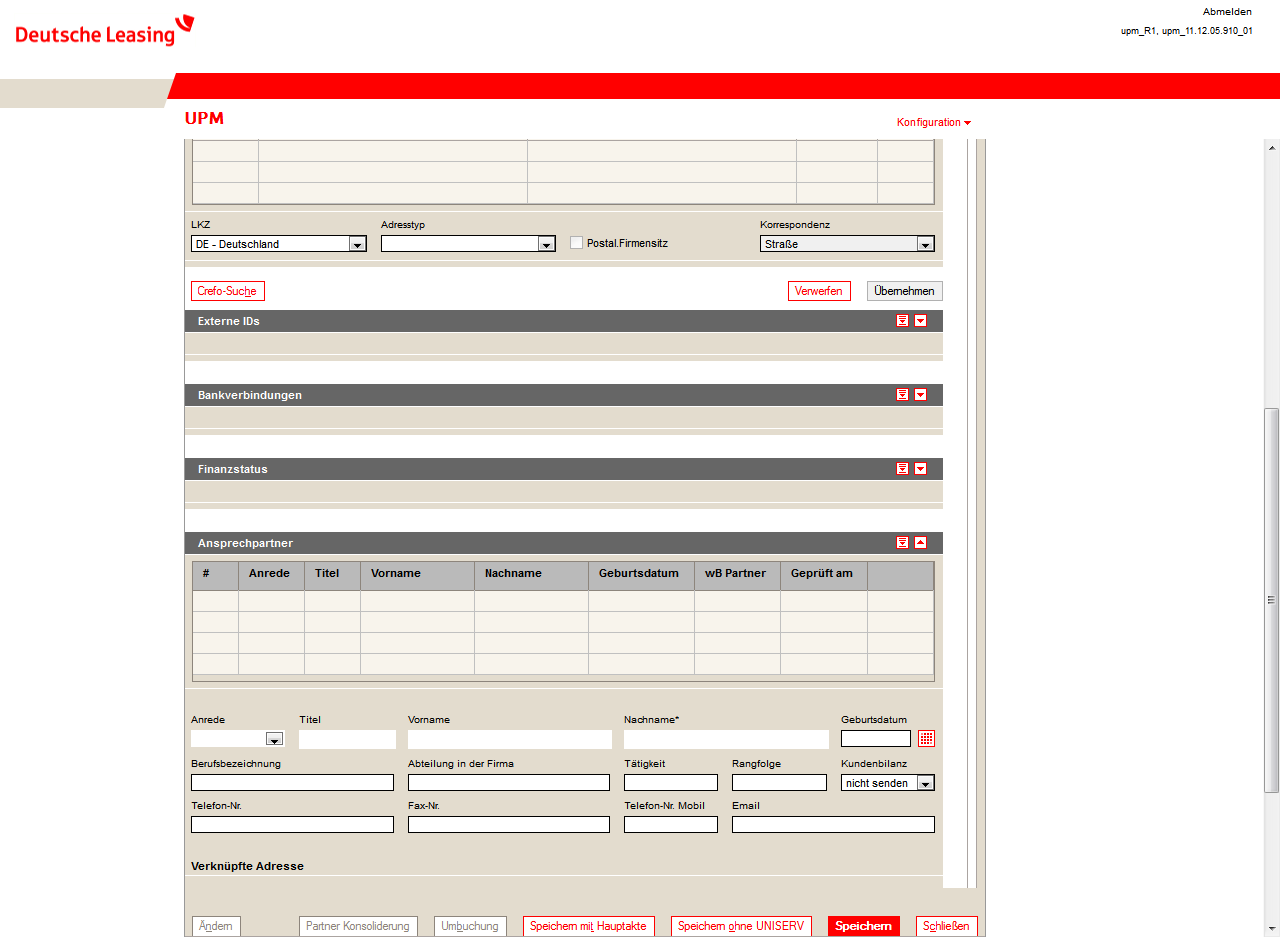 Deutsche Leasing
Abmelden
upm_R1, upm_11.12.05.910_01
UPM
Konfiguration
LKZ
Adresstyp
Korrespondenz
DE - Deutschland
Postal.Firmensitz
Straße
Crefo-Suche
Verwerfen
Übernehmen
Externe IDs
Bankverbindungen
Finanzstatus
Ansprechpartner
# Anrede Titel Vorname Nachname Geburtsdatum wB Partner Geprüft am
Anrede Titel Vorname Nachname* Geburtsdatum
Berufsbezeichnung Abteilung in der Firma Tätigkeit Rangfolge Kundenbilanz
nicht senden
Telefon-Nr. Fax-Nr. Telefon-Nr. Mobil Email
Verknüpfte Adresse
Ändern Partner Konsolidierung Umbuchung Speichern mit Hauptakte Speichern ohne UNISERV Speichern Schließen